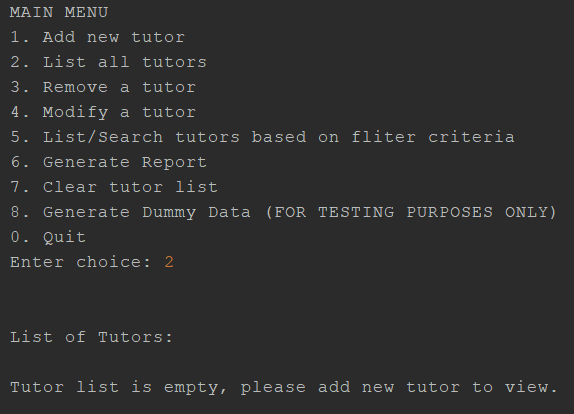 MAIN MENU
1. Add new tutor
2. List all tutors
3. Remove a tutor
4. Modify a tutor
5. List/Search tutors based on fliter criteria
6. Generate Report
7. Clear tutor list
8. Generate Dummy Data (FOR TESTING PURPOSES ONLY)
0. Quit
Enter choice: 2
List of Tutors:
Tutor list is empty, please add new tutor to view.